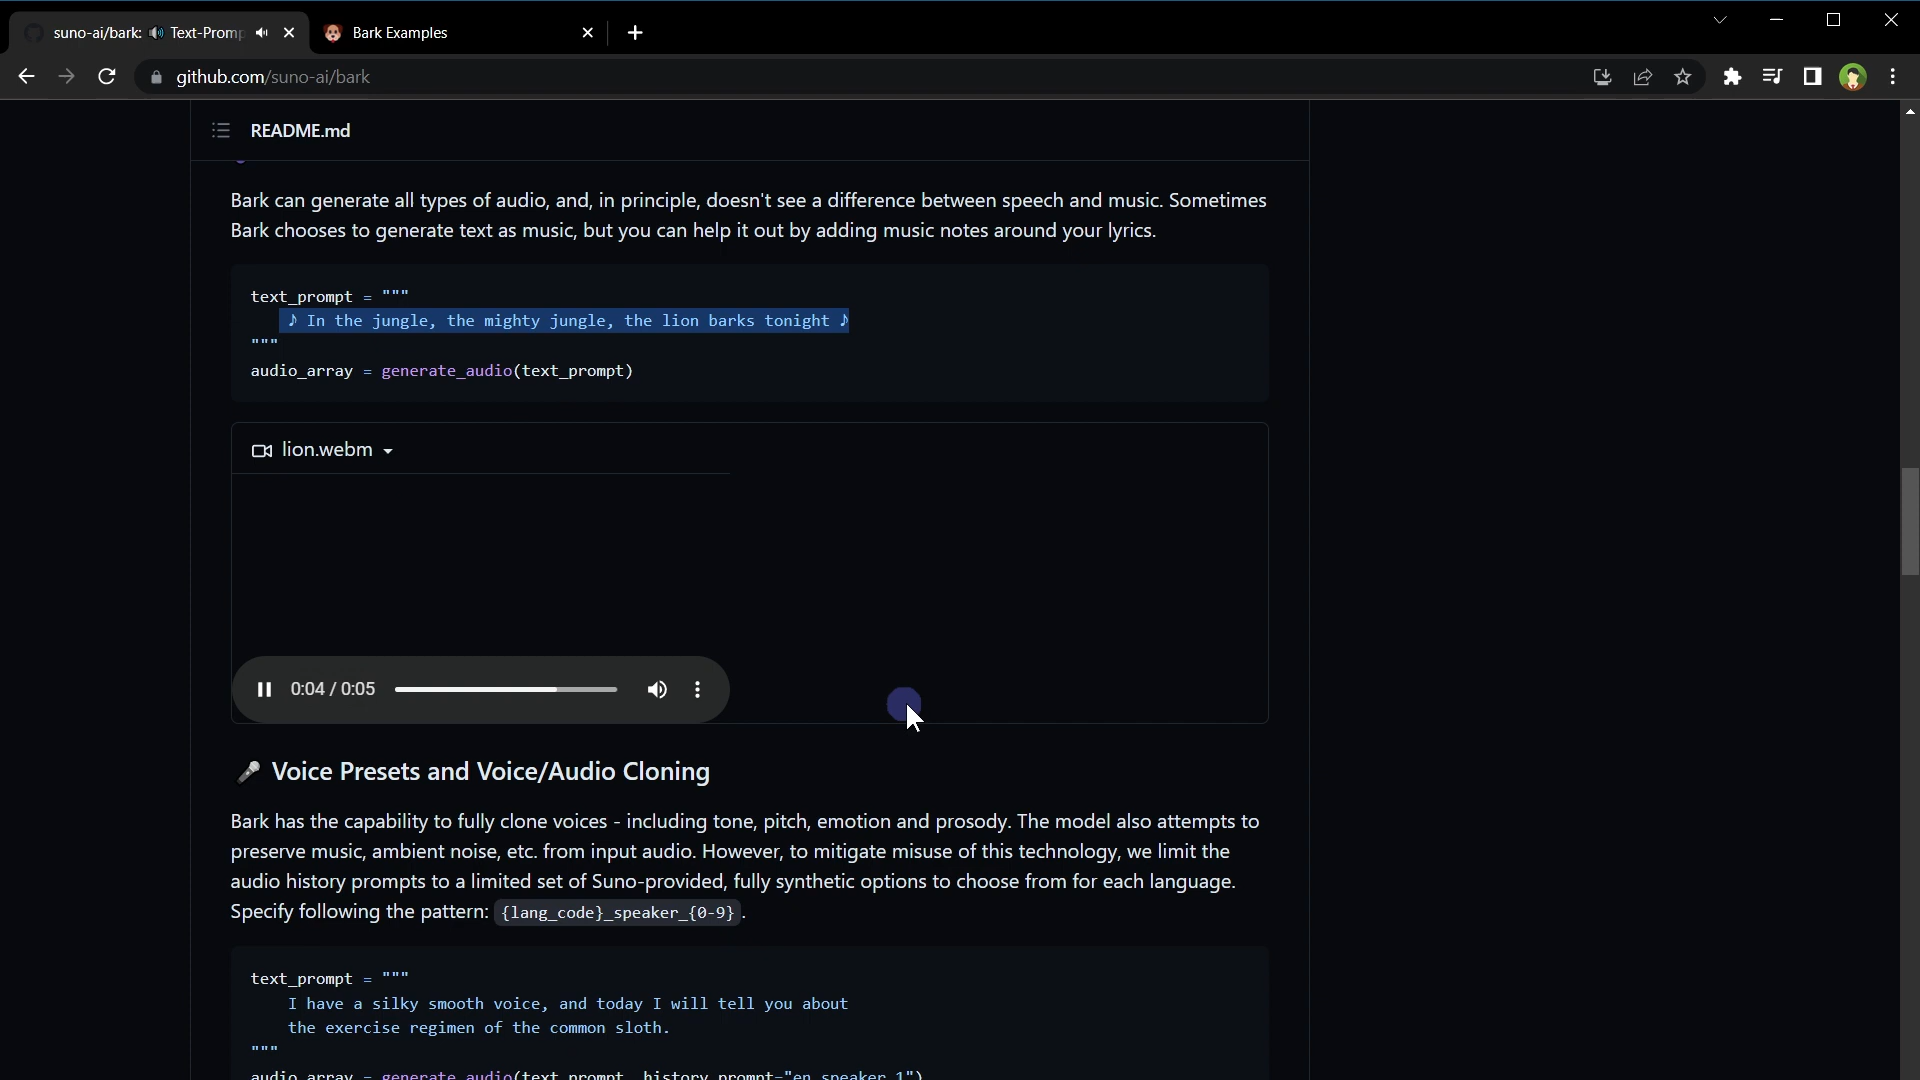 suno-ai/bark: 🔊 Text-Promp
Bark Examples
github.com/suno-ai/bark
README.md
Bark can generate all types of audio, and, in principle, doesn't see a difference between speech and music. Sometimes
Bark chooses to generate text as music, but you can help it out by adding music notes around your lyrics.
text_prompt = """
♪ In the jungle, the mighty jungle, the lion barks tonight ♪
"""
audio_array = generate_audio(text_prompt)
lion.webm
0:04 / 0:05
🎤 Voice Presets and Voice/Audio Cloning
Bark has the capability to fully clone voices - including tone, pitch, emotion and prosody. The model also attempts to
preserve music, ambient noise, etc. from input audio. However, to mitigate misuse of this technology, we limit the
audio history prompts to a limited set of Suno-provided, fully synthetic options to choose from for each language.
Specify following the pattern: {lang_code}_speaker_{0-9}.
text_prompt = """
I have a silky smooth voice, and today I will tell you about
the exercise regimen of the common sloth.
"""
audio_array = generate_audio(text_prompt, history_prompt="en_speaker_1")